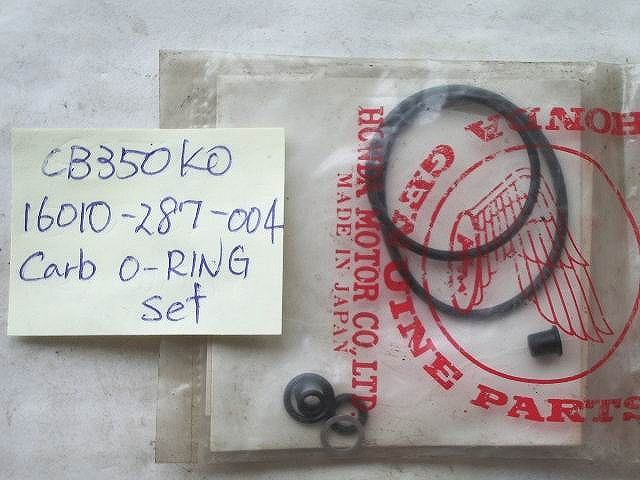 CB350K0
16010-287-004
Carb O-RING
set
HONDA MOTOR CO., LTD.
MADE IN JAPAN
HONDA
GENUINE PARTS